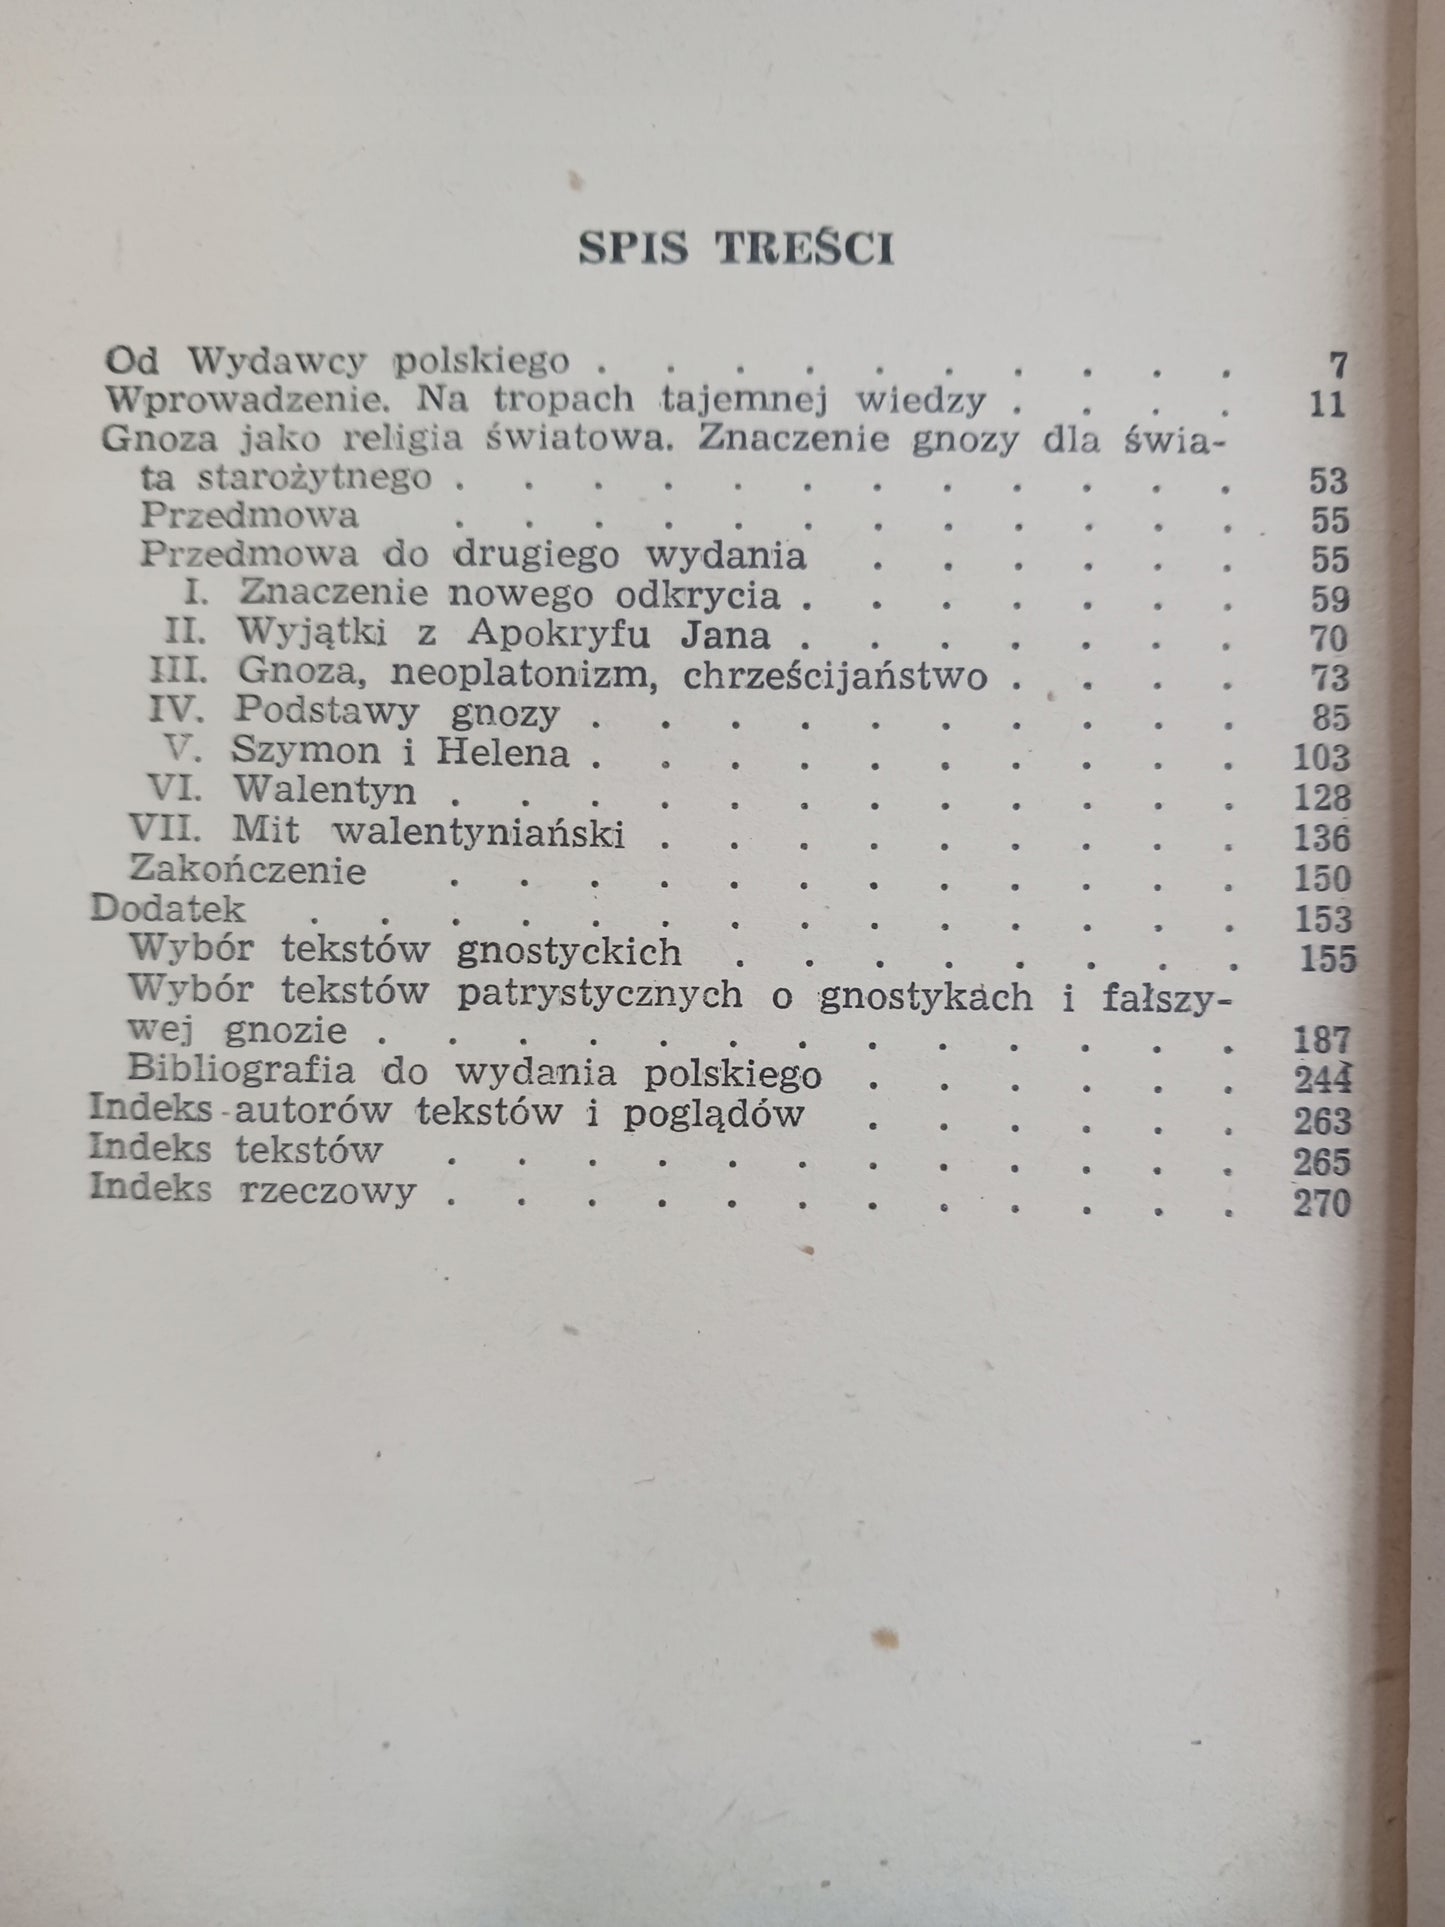 SPIS TREŚCI
Od Wydawcy polskiego . . . . . . . . . . 7
Wprowadzenie. Na tropach tajemnej wiedzy . . . . 11
Gnoza jako religia światowa. Znaczenie gnozy dla świa-
ta starożytnego . . . . . . . . . . . . 53
Przedmowa . . . . . . . . . . . . 55
Przedmowa do drugiego wydania . . . . . . 55
I. Znaczenie nowego odkrycia . . . . . . . 59
II. Wyjątki z Apokryfu Jana . . . . . . . 70
III. Gnoza, neoplatonizm, chrześcijaństwo . . . . 73
IV. Podstawy gnozy . . . . . . . . . . 85
V. Szymon i Helena . . . . . . . . . . 103
VI. Walentyn . . . . . . . . . . . . 128
VII. Mit walentyniański . . . . . . . . . 136
Zakończenie . . . . . . . . . . . . 150
Dodatek . . . . . . . . . . . . . . 153
Wybór tekstów gnostyckich . . . . . . . . 155
Wybór tekstów patrystycznych o gnostykach i fałszy-
wej gnozie . . . . . . . . . . . . . 187
Bibliografia do wydania polskiego . . . . . . 244
Indeks autorów tekstów i poglądów . . . . . . 263
Indeks tekstów . . . . . . . . . . . . 265
Indeks rzeczowy . . . . . . . . . . . . 270